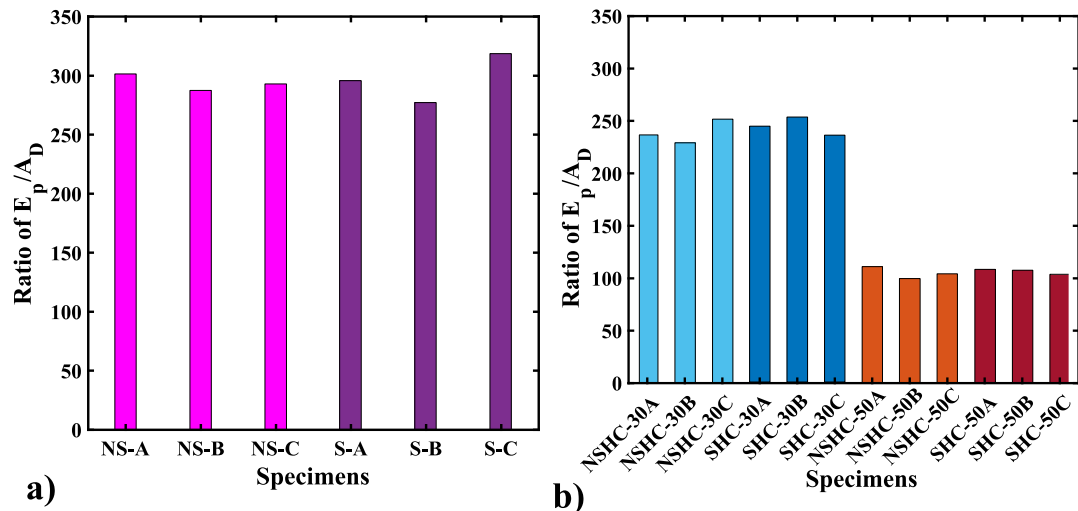 350
300
250
200
150
100
50
0
Ratio of E_p/A_D
NS-A NS-B NS-C S-A S-B S-C
Specimens
a)
350
300
250
200
150
100
50
0
Ratio of E_p/A_D
NSHC-30A
NSHC-30B
NSHC-30C
SHC-30A
SHC-30B
SHC-30C
NSHC-50A
NSHC-50B
NSHC-50C
SHC-50A
SHC-50B
SHC-50C
Specimens
b)